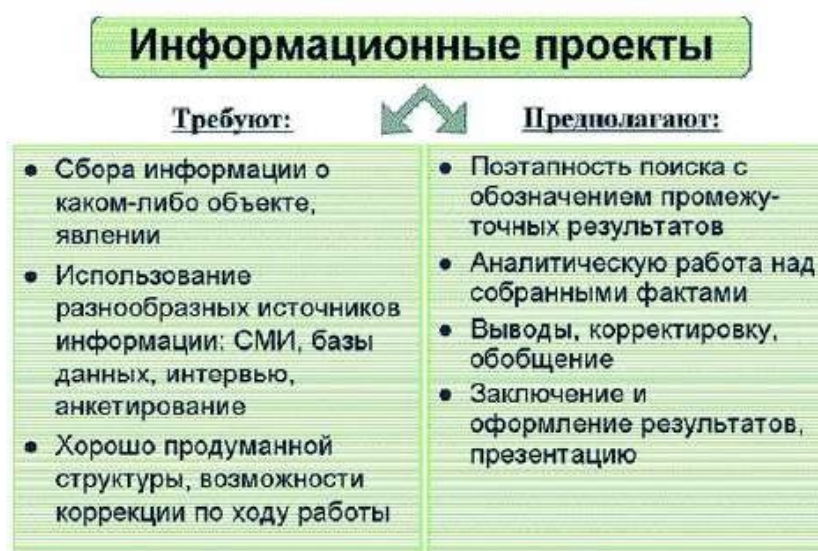 Информационные проекты
Требуют:
● Сбора информации о
каком-либо объекте,
явлении
● Использование
разнообразных источников
информации: СМИ, базы
данных, интервью,
анкетирование
● Хорошо продуманной
структуры, возможности
коррекции по ходу работы
Предполагают:
● Поэтапность поиска с
обозначением промежу-
точных результатов
● Аналитическую работа над
собранными фактами
● Выводы, корректировку,
обобщение
● Заключение и
оформление результатов,
презентацию